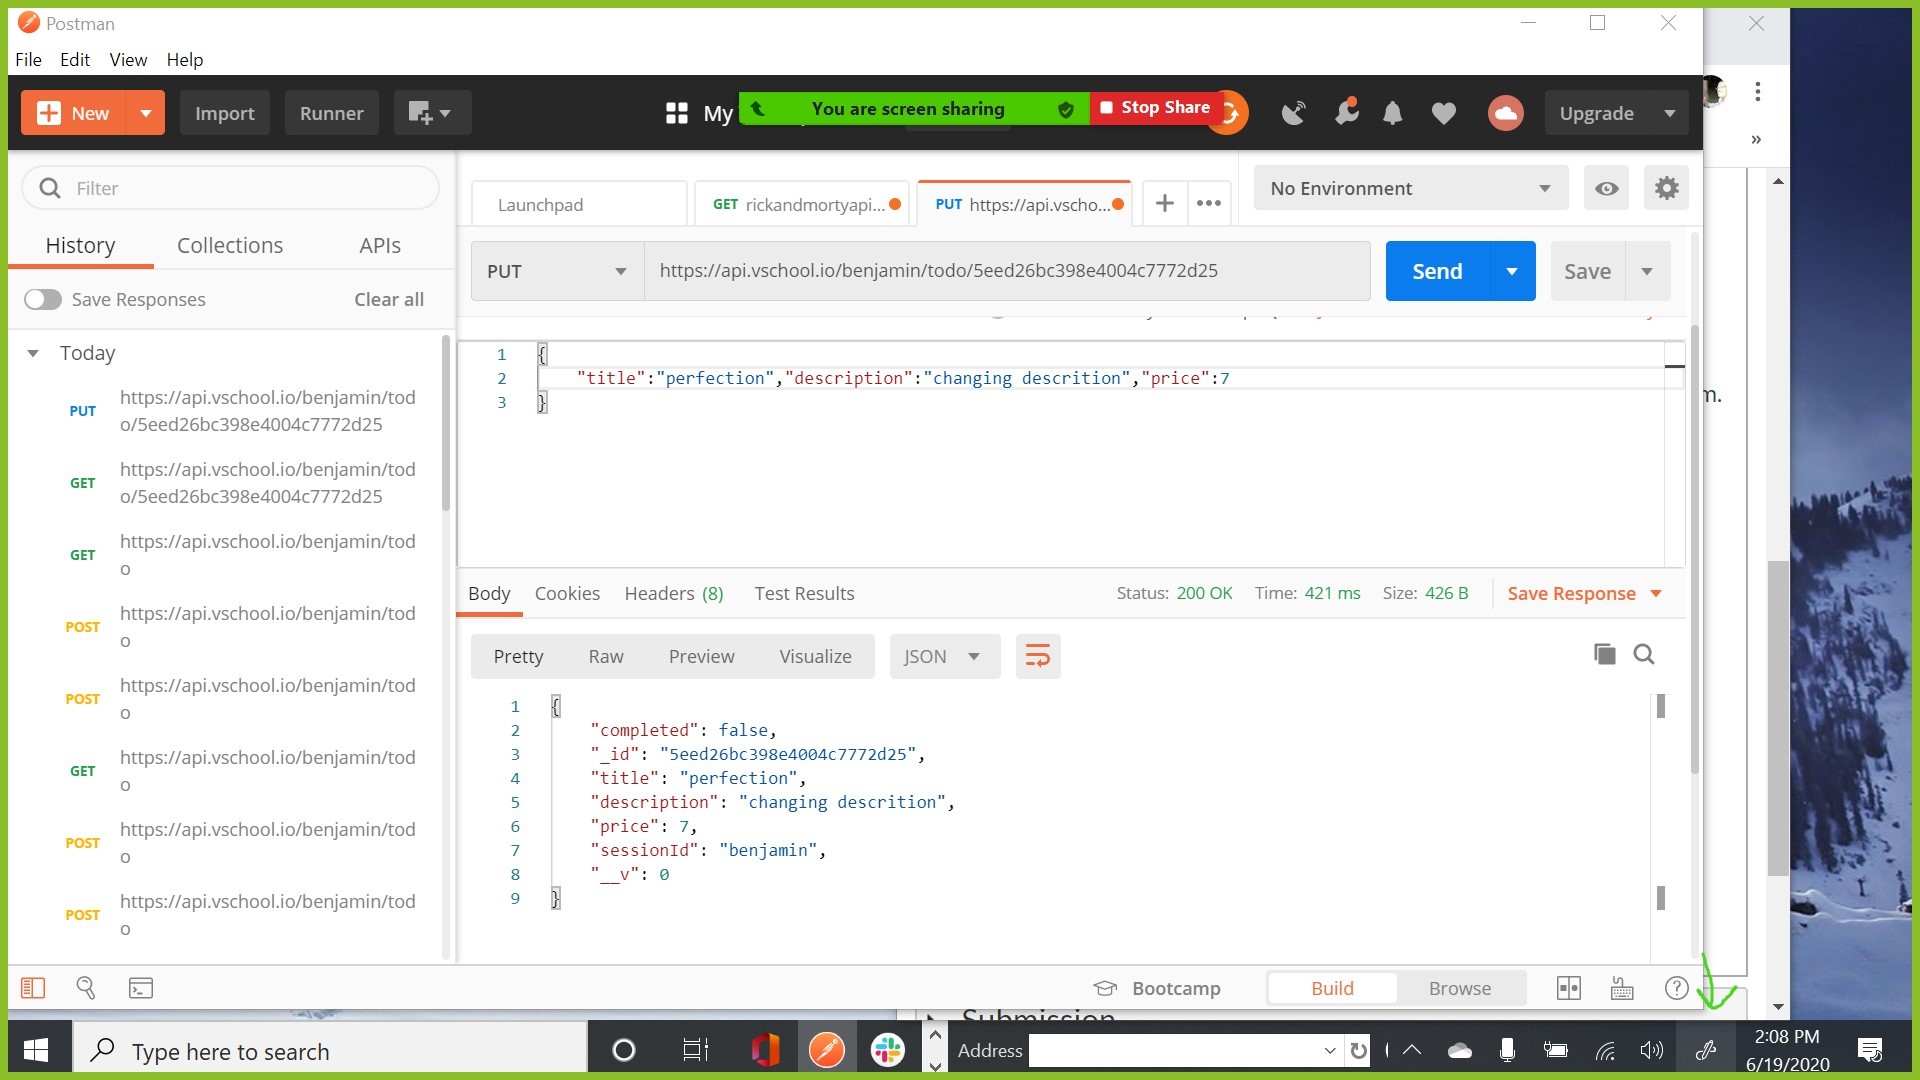 Postman
File Edit View Help
New Import Runner My You are screen sharing Stop Share Upgrade
Filter
History Collections APIs
Save Responses Clear all
Today
PUT https://api.vschool.io/benjamin/tod
o/5eed26bc398e4004c7772d25
GET https://api.vschool.io/benjamin/tod
o/5eed26bc398e4004c7772d25
GET https://api.vschool.io/benjamin/tod
o
POST https://api.vschool.io/benjamin/tod
o
POST https://api.vschool.io/benjamin/tod
o
GET https://api.vschool.io/benjamin/tod
o
POST https://api.vschool.io/benjamin/tod
o
POST https://api.vschool.io/benjamin/tod
o
Launchpad GET rickandmortyapi... PUT https://api.vscho... + ••• No Environment
PUT https://api.vschool.io/benjamin/todo/5eed26bc398e4004c7772d25 Send Save
1 {
2 "title":"perfection","description":"changing descrition","price":7
3 }
m.
Body Cookies Headers (8) Test Results Status: 200 OK Time: 421 ms Size: 426 B Save Response
Pretty Raw Preview Visualize JSON
1 {
2 "completed": false,
3 "_id": "5eed26bc398e4004c7772d25",
4 "title": "perfection",
5 "description": "changing descrition",
6 "price": 7,
7 "sessionId": "benjamin",
8 "__v": 0
9 }
Bootcamp Build Browse
Submission
Type here to search Address 2:08 PM
6/19/2020